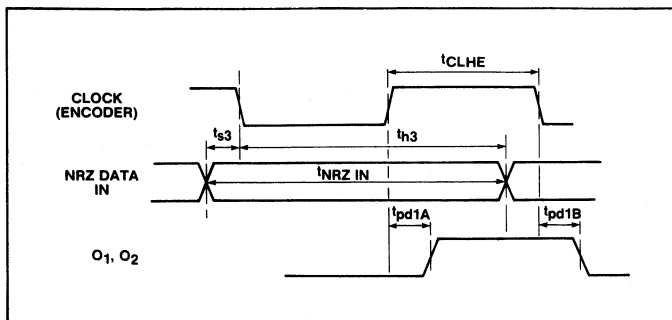 tCLHE
CLOCK
(ENCODER)
ts3
th3
NRZ DATA
IN
tNRZ IN
tpd1A
tpd1B
O1, O2